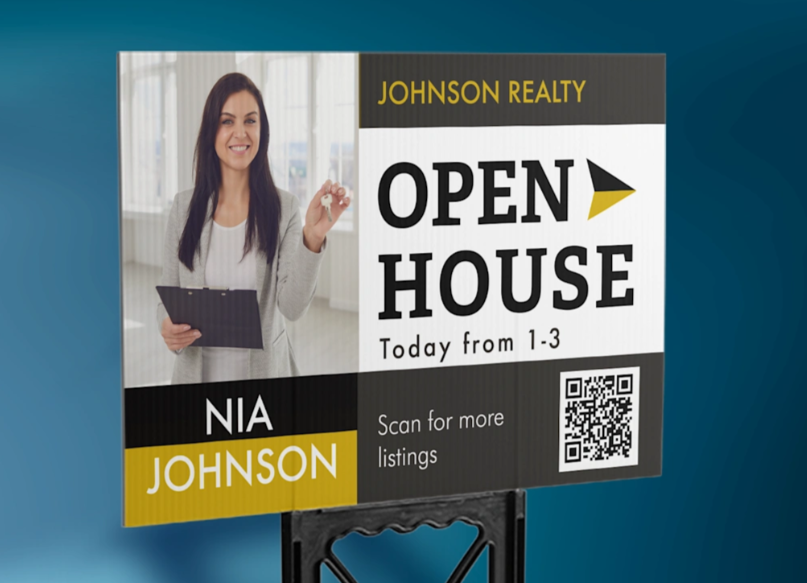 JOHNSON REALTY
OPEN
HOUSE
Today from 1-3
NIA
JOHNSON
Scan for more
listings